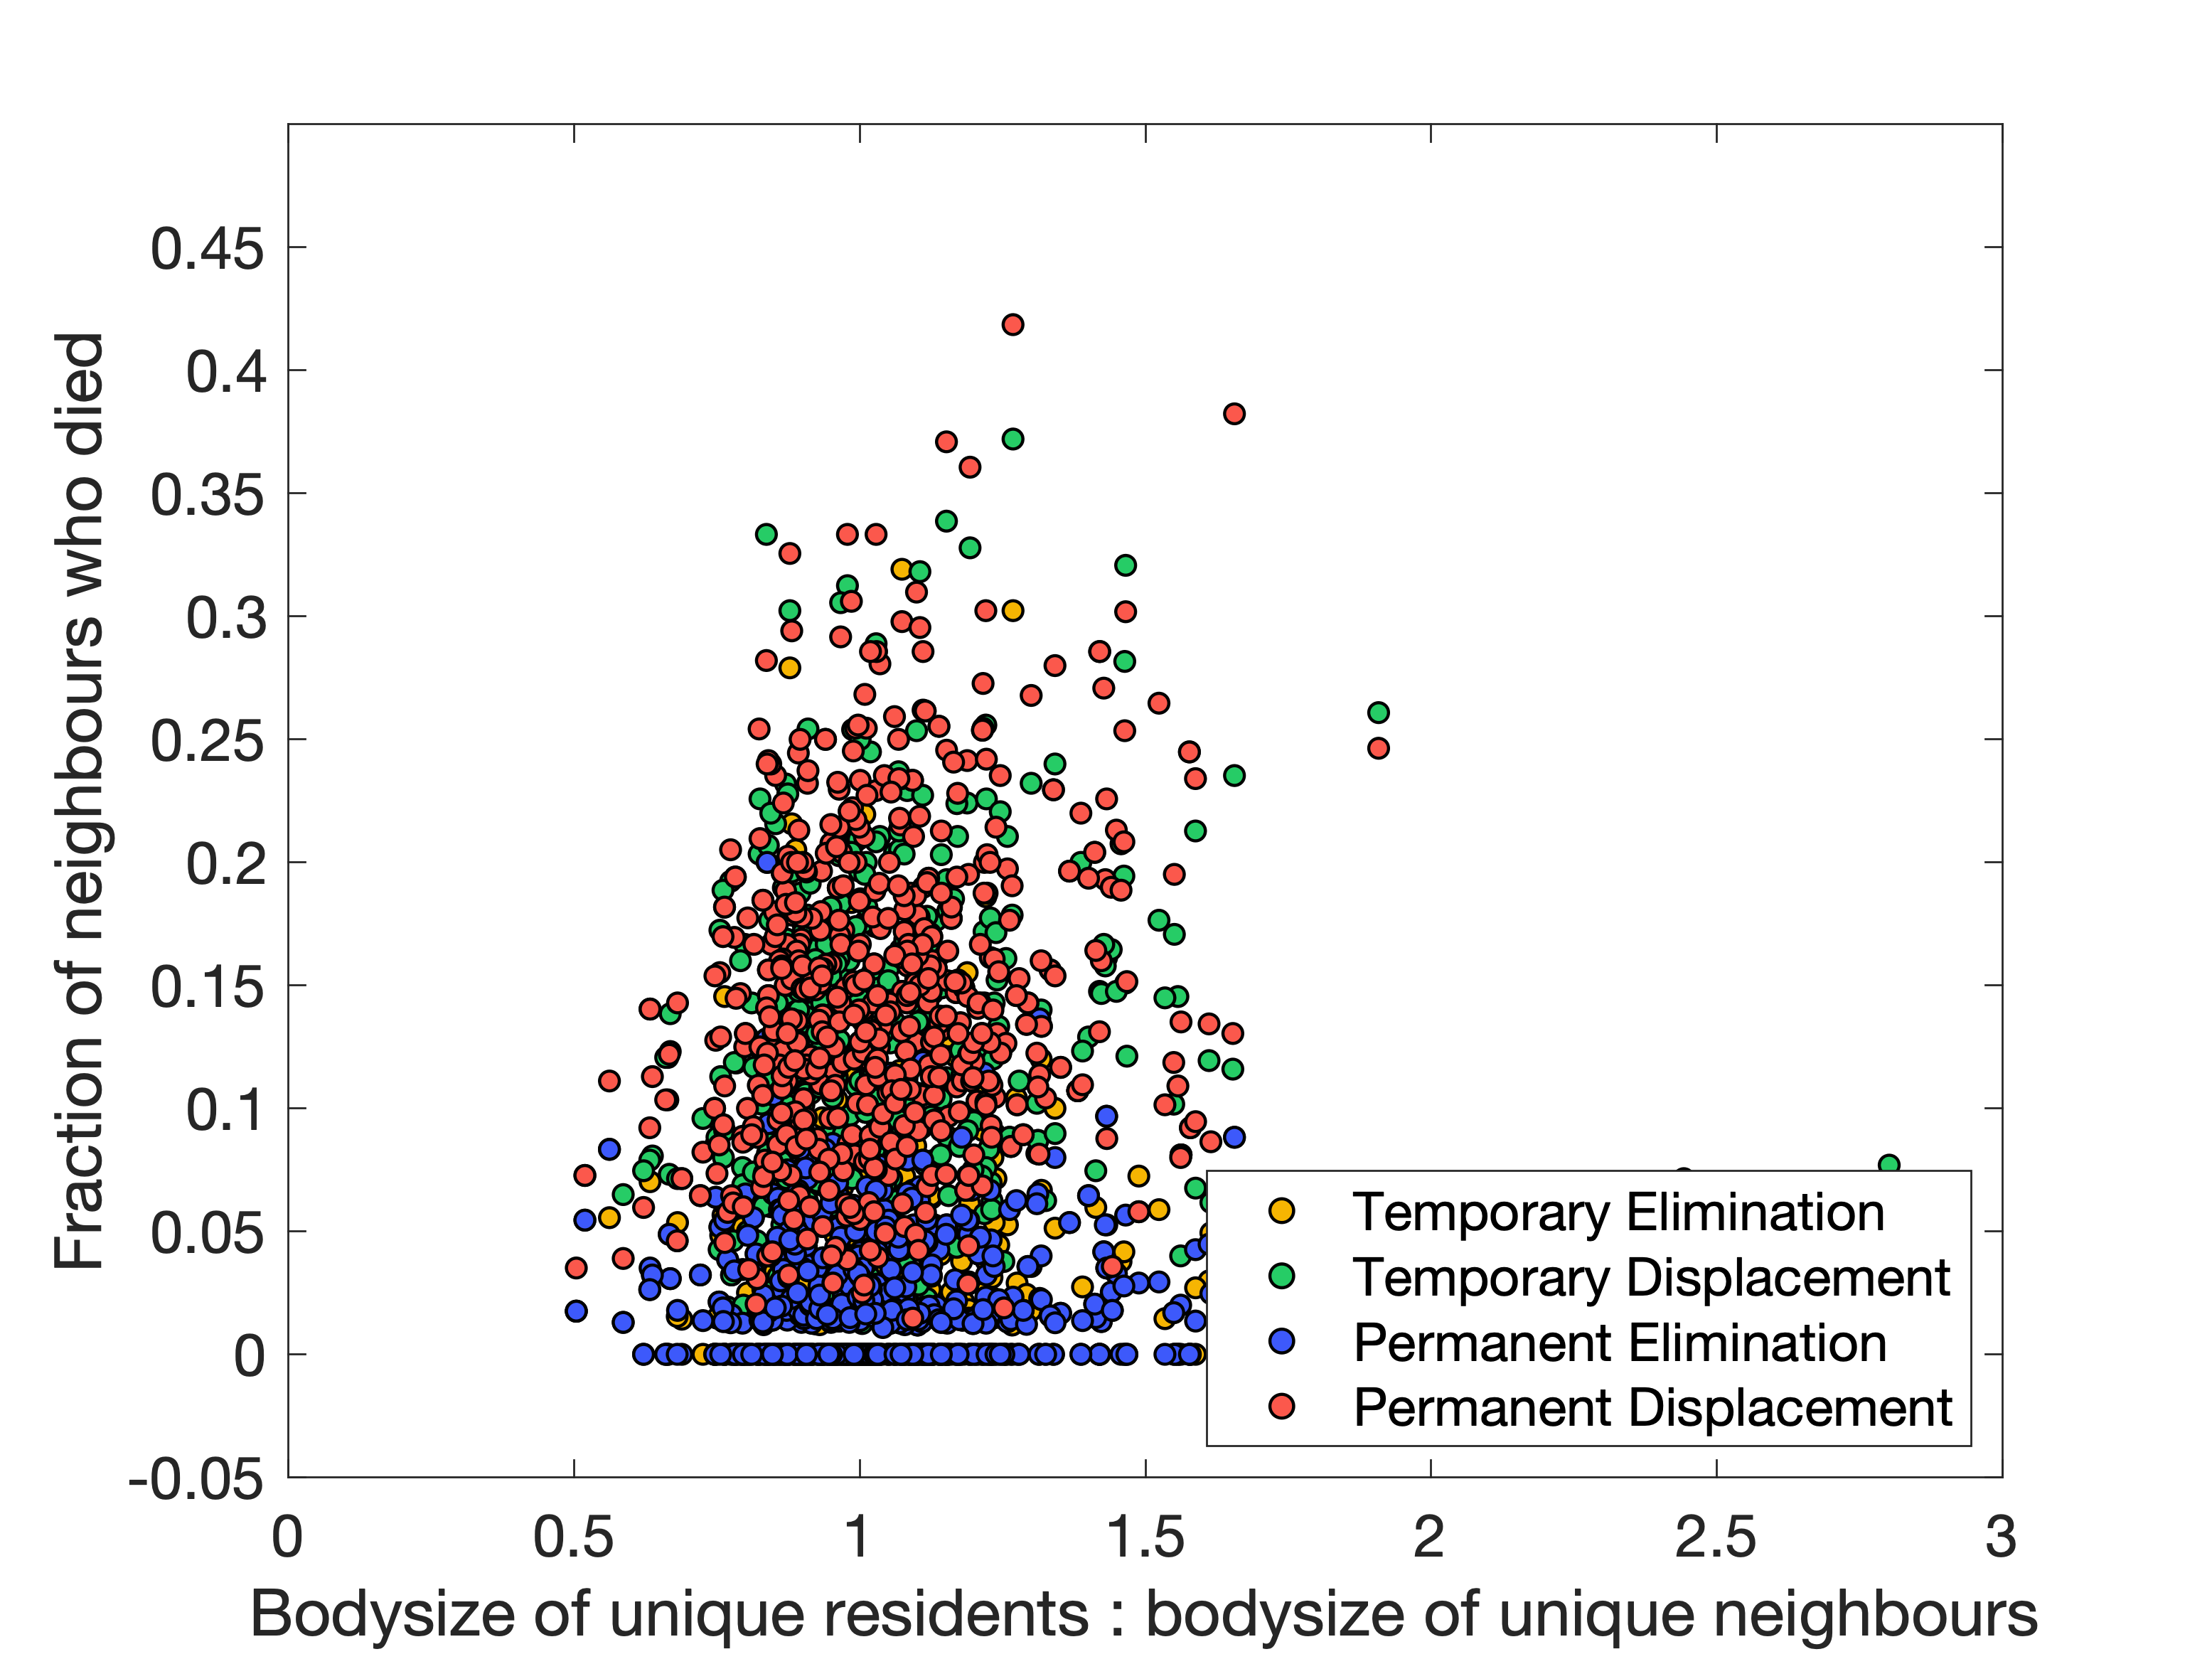 0.45
0.4
0.35
0.3
0.25
0.2
0.15
0.1
0.05
0
-0.05
Fraction of neighbours who died
Temporary Elimination
Temporary Displacement
Permanent Elimination
Permanent Displacement
0 0.5 1 1.5 2 2.5 3
Bodysize of unique residents : bodysize of unique neighbours